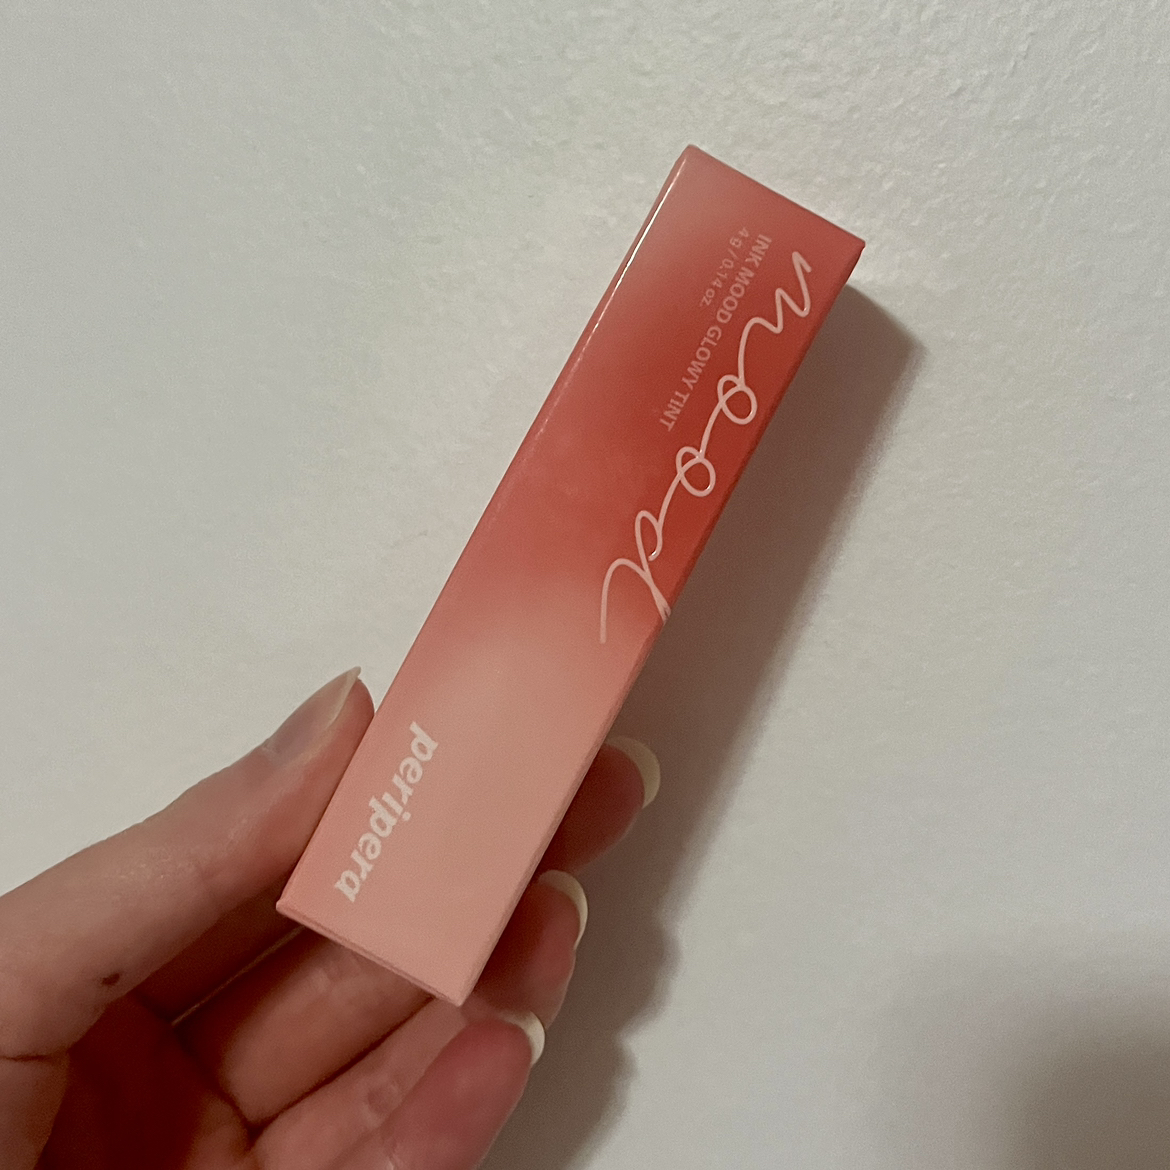 mood
INK MOOD GLOWY TINT
4 g / 0.14 oz.
peripera